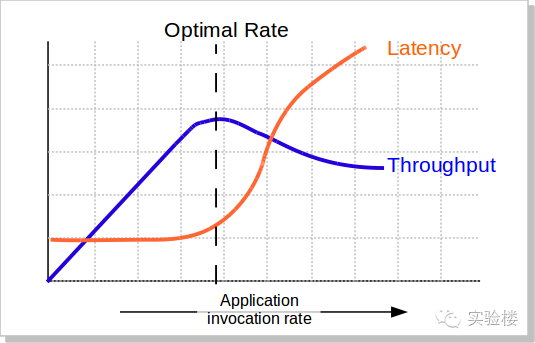 Optimal Rate
Latency
Throughput
Application
invocation rate
实验楼